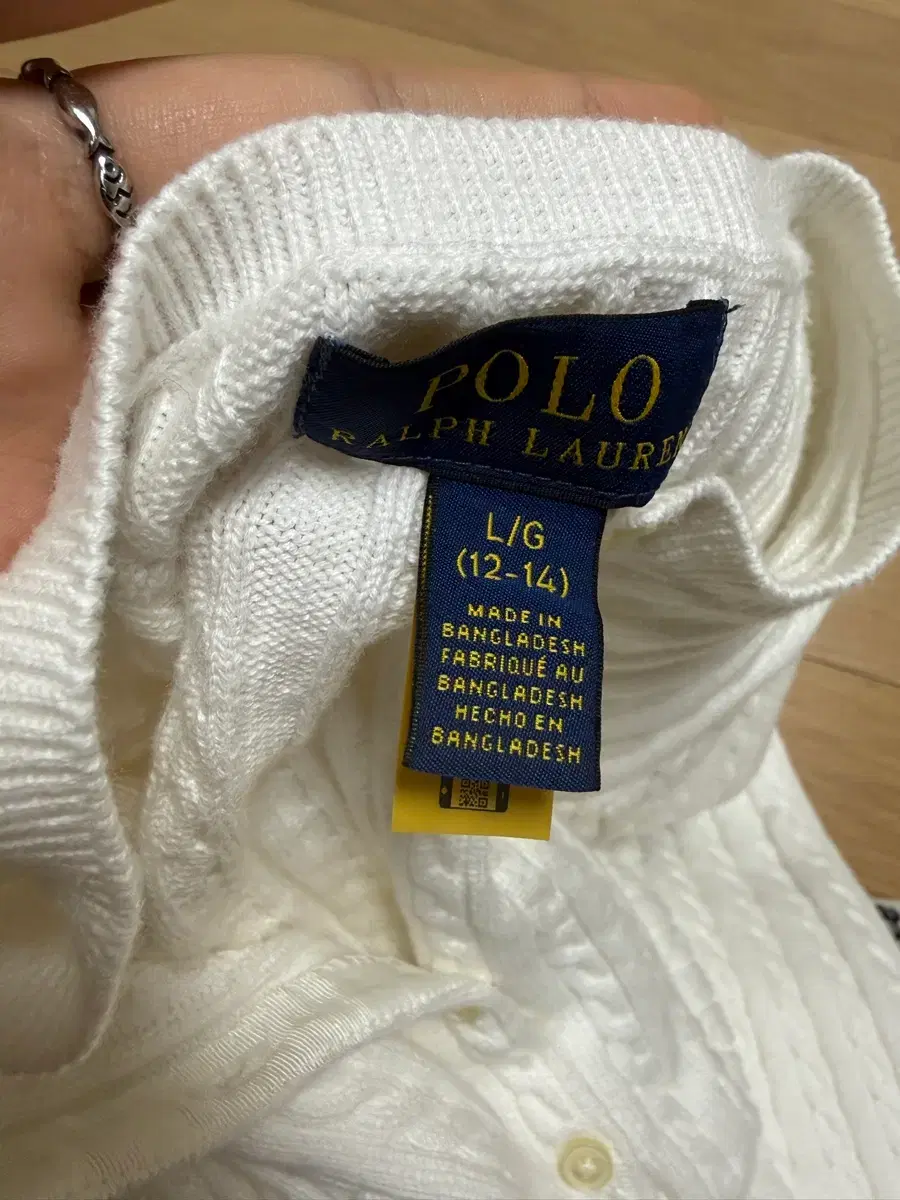 POLO
RALPH LAUREN
L/G
(12-14)
MADE IN
BANGLADESH
FABRIQUÉ AU
BANGLADESH
HECHO EN
BANGLADESH